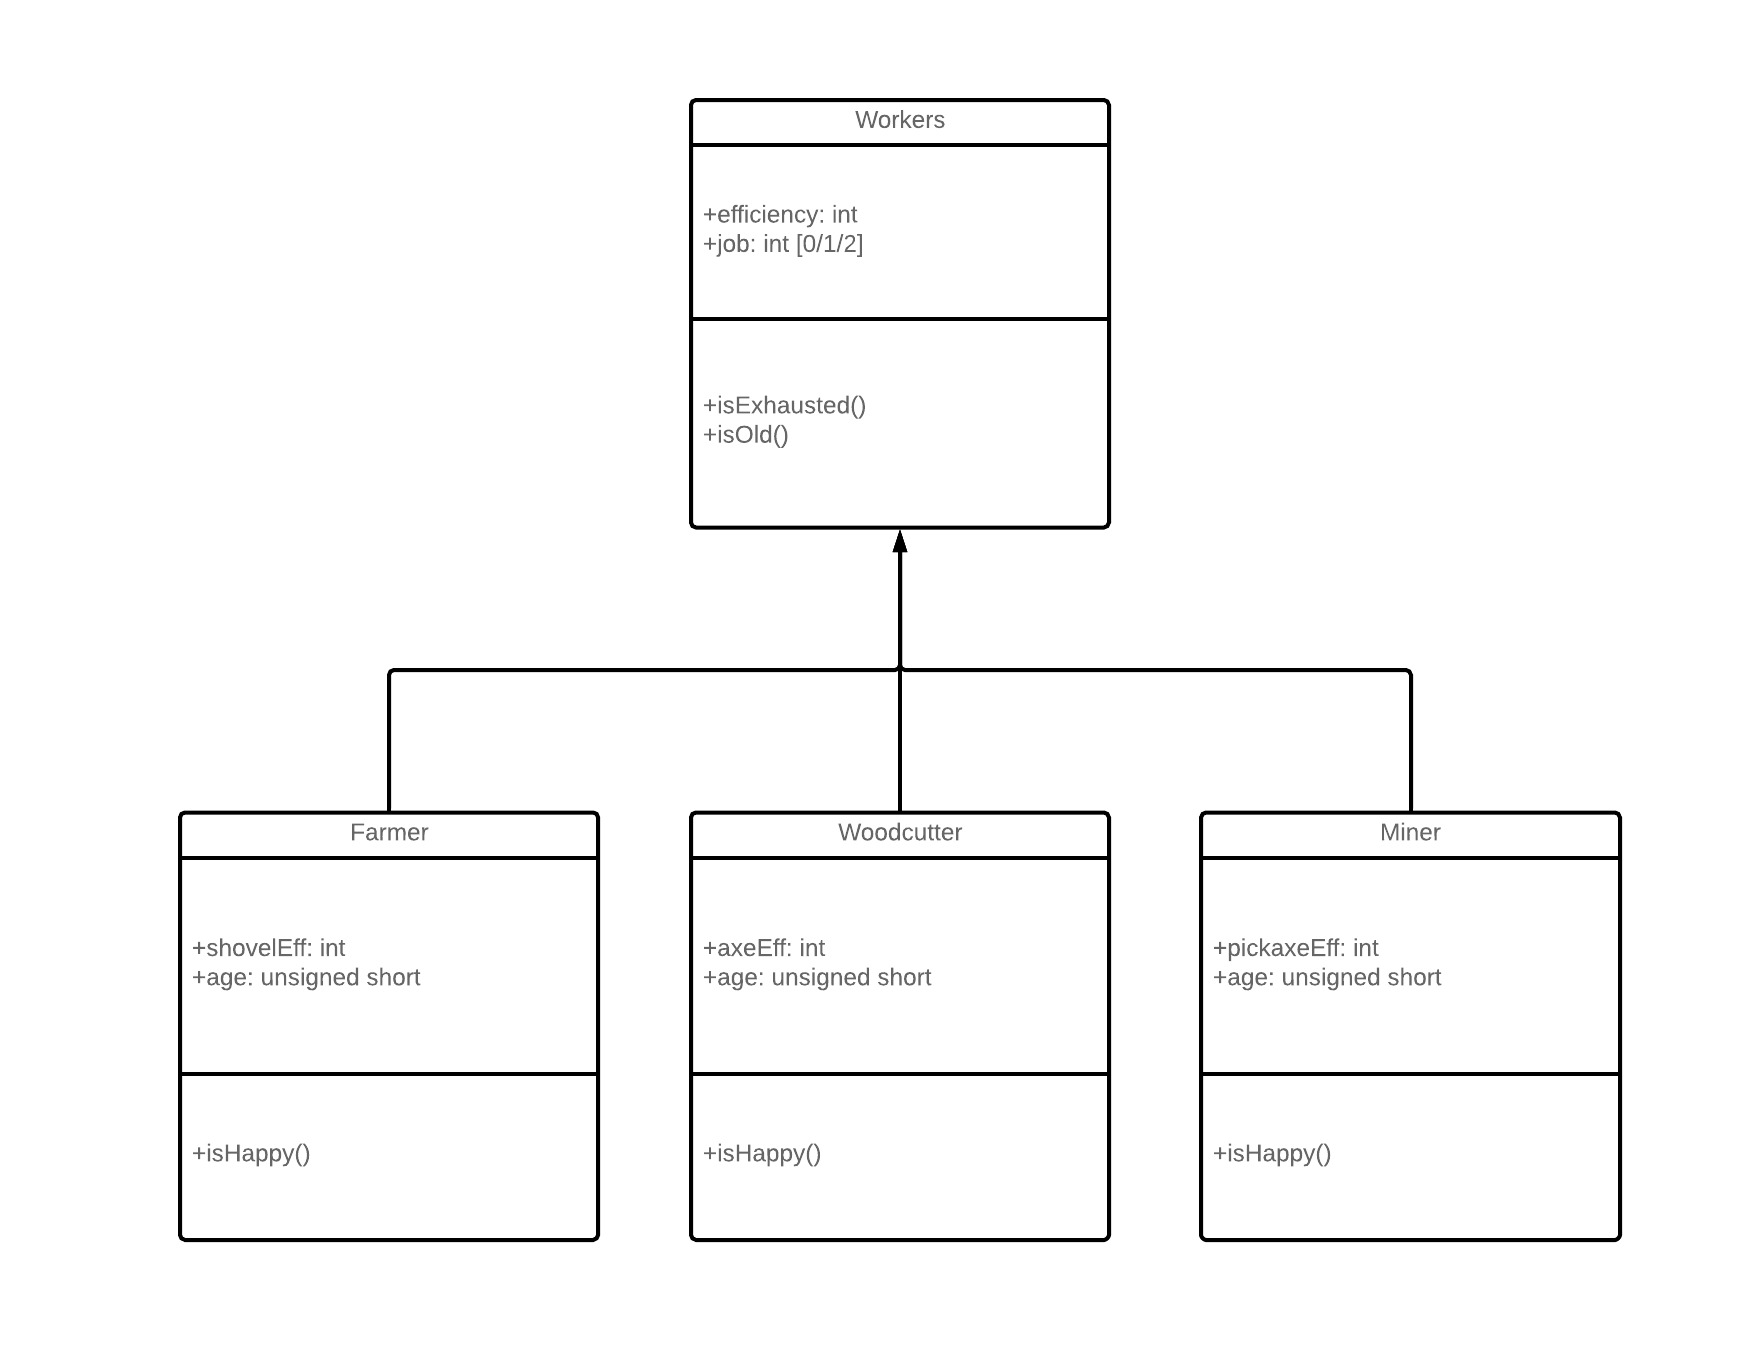 Workers
+efficiency: int
+job: int [0/1/2]
+isExhausted()
+isOld()
Farmer
+shovelEff: int
+age: unsigned short
+isHappy()
Woodcutter
+axeEff: int
+age: unsigned short
+isHappy()
Miner
+pickaxeEff: int
+age: unsigned short
+isHappy()